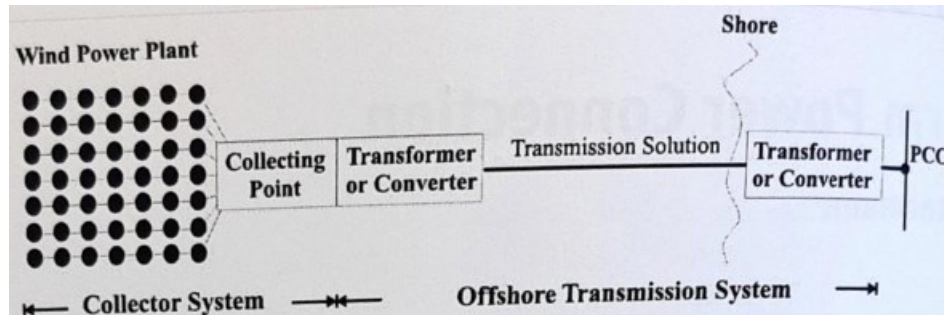 Shore
Wind Power Plant
Collecting
Point
Transformer
or Converter
Transmission Solution
Transformer
or Converter
PCC
Collector System
Offshore Transmission System